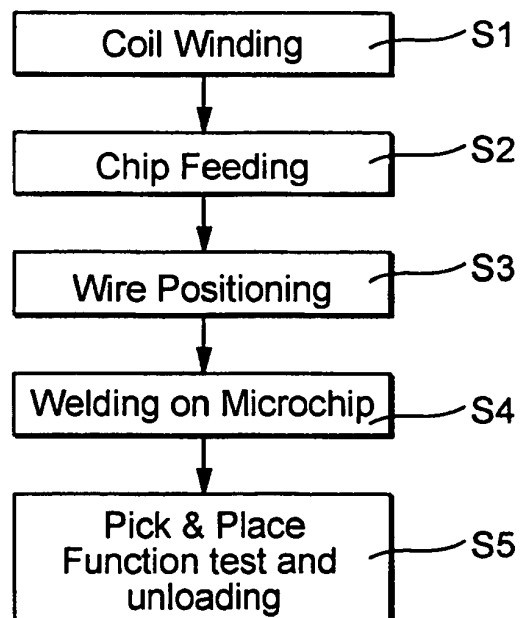 Coil Winding
S1
Chip Feeding
S2
Wire Positioning
S3
Welding on Microchip
S4
Pick & Place
Function test and
unloading
S5